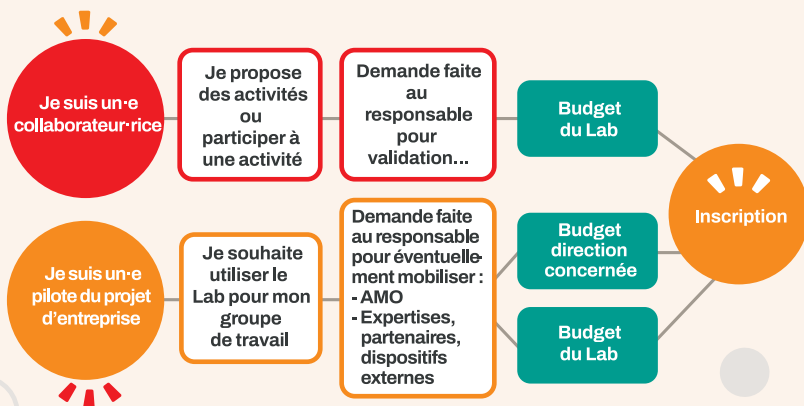 Je suis un·e
collaborateur·rice
Je propose
des activités
ou
participer à
une activité
Demande faite
au
responsable
pour
validation...
Budget
du Lab
Inscription
Je suis un·e
pilote du projet
d'entreprise
Je souhaite
utiliser le
Lab pour mon
groupe
de travail
Demande faite
au responsable
pour éventuelle-
ment mobiliser :
- AMO
- Expertises,
partenaires,
dispositifs
externes
Budget
direction
concernée
Budget
du Lab